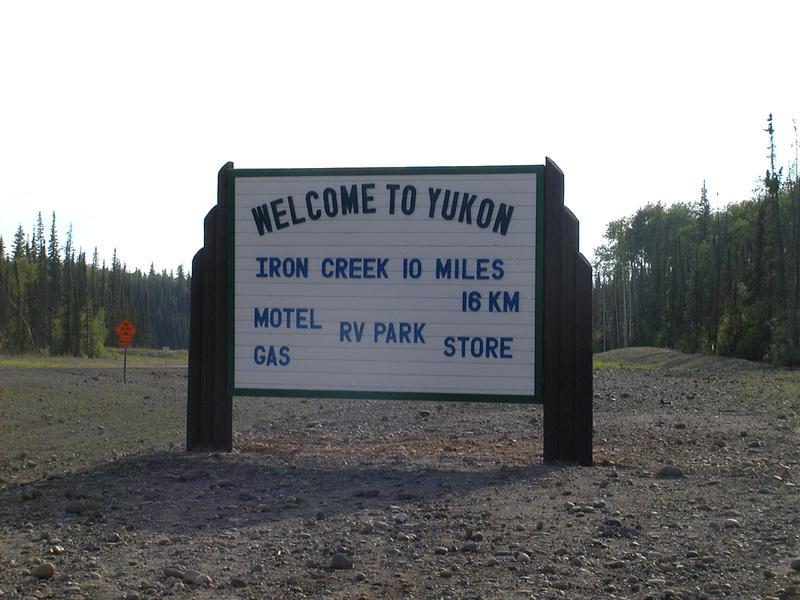 WELCOME TO YUKON
IRON CREEK 10 MILES
16 KM
MOTEL RV PARK STORE
GAS